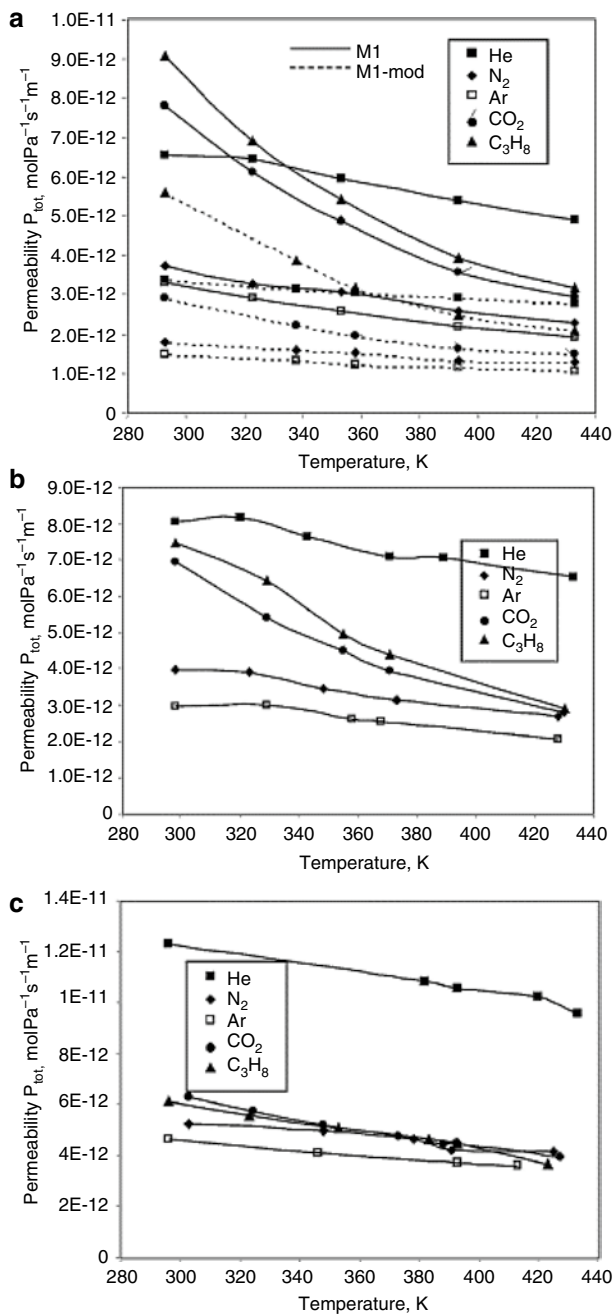 a
1.0E-11
9.0E-12
8.0E-12
7.0E-12
6.0E-12
5.0E-12
4.0E-12
3.0E-12
2.0E-12
1.0E-12
0
Permeability P_tot, molPa⁻¹s⁻¹m⁻¹
M1
M1-mod
He
N₂
Ar
CO₂
C₃H₈
280 300 320 340 360 380 400 420 440
Temperature, K
b
9.0E-12
8.0E-12
7.0E-12
6.0E-12
5.0E-12
4.0E-12
3.0E-12
2.0E-12
1.0E-12
0
Permeability P_tot, molPa⁻¹s⁻¹m⁻¹
He
N₂
Ar
CO₂
C₃H₈
280 300 320 340 360 380 400 420 440
Temperature, K
c
1.4E-11
1.2E-11
1E-11
8E-12
6E-12
4E-12
2E-12
0
Permeability P_tot, molPa⁻¹s⁻¹m⁻¹
He
N₂
Ar
CO₂
C₃H₈
280 300 320 340 360 380 400 420 440
Temperature, K